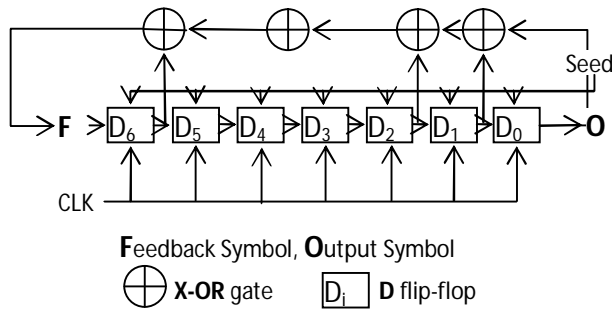 Seed
F D6 D5 D4 D3 D2 D1 D0 O
CLK
Feedback Symbol, Output Symbol
X-OR gate Di D flip-flop